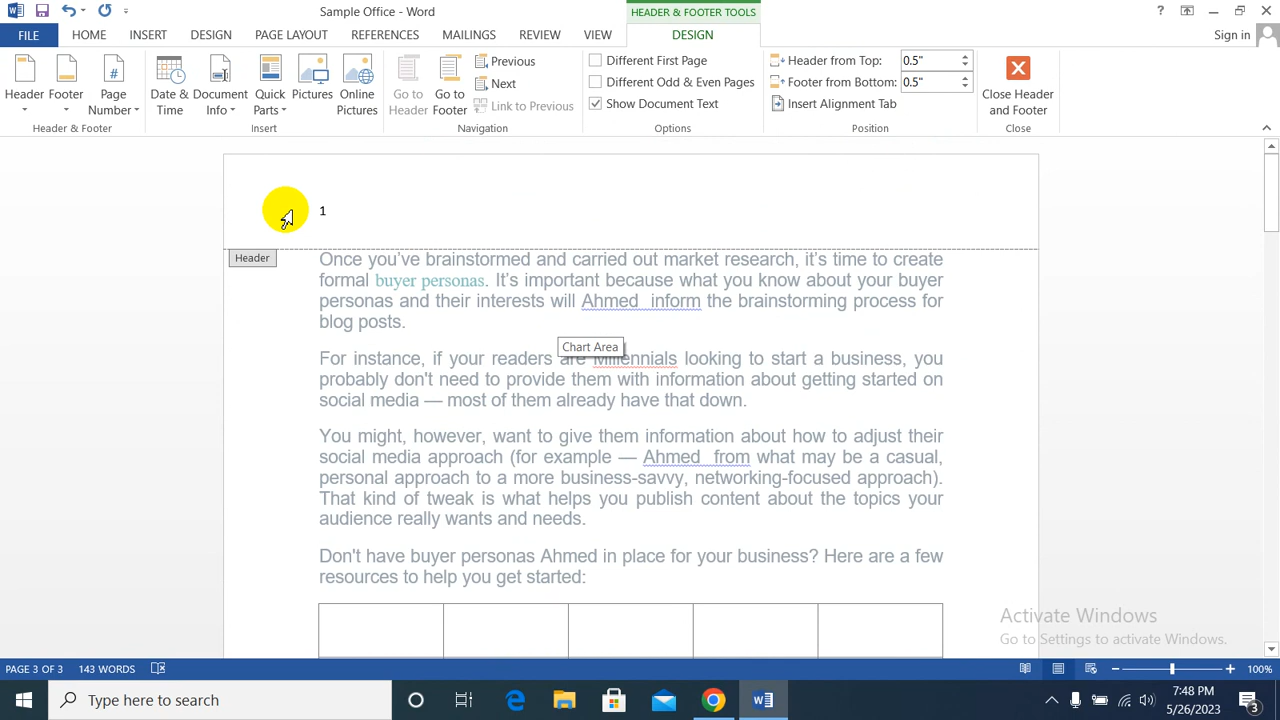 Sample Office - Word
HEADER & FOOTER TOOLS
?
FILE HOME INSERT DESIGN PAGE LAYOUT REFERENCES MAILINGS REVIEW VIEW DESIGN Sign in
Header
Footer
Page Number
Header & Footer
Date & Time
Document Info
Quick Parts
Pictures
Online Pictures
Insert
Go to Header
Go to Footer
Previous
Next
Link to Previous
Navigation
Different First Page
Different Odd & Even Pages
Show Document Text
Options
Header from Top: 0.5"
Footer from Bottom: 0.5"
Insert Alignment Tab
Position
Close Header and Footer
Close
1
Header
Once you've brainstormed and carried out market research, it's time to create
formal buyer personas. It's important because what you know about your buyer
personas and their interests will Ahmed inform the brainstorming process for
blog posts.
Chart Area
For instance, if your readers are Millennials looking to start a business, you
probably don't need to provide them with information about getting started on
social media — most of them already have that down.
You might, however, want to give them information about how to adjust their
social media approach (for example — Ahmed from what may be a casual,
personal approach to a more business-savvy, networking-focused approach).
That kind of tweak is what helps you publish content about the topics your
audience really wants and needs.
Don't have buyer personas Ahmed in place for your business? Here are a few
resources to help you get started:
Activate Windows
Go to Settings to activate Windows.
PAGE 3 OF 3 143 WORDS 100%
Type here to search
7:48 PM
5/26/2023
3